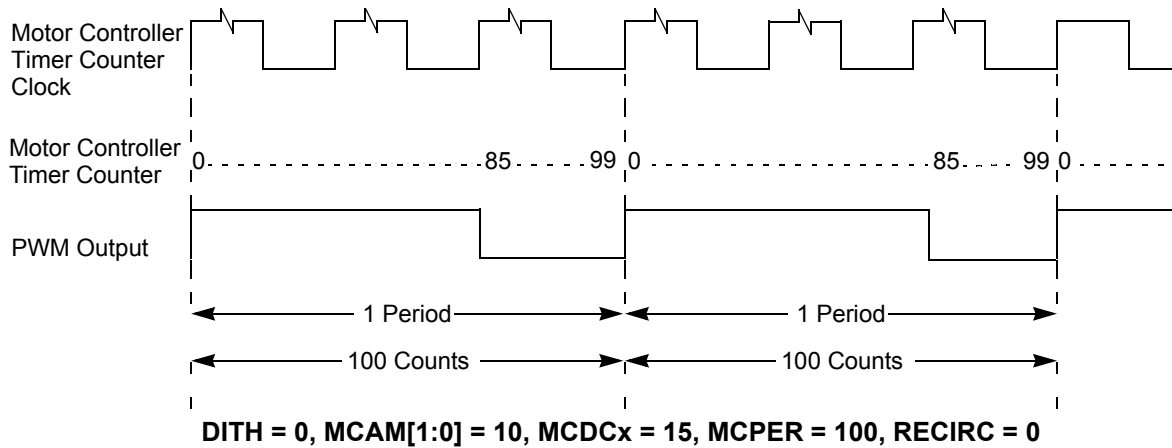 Motor Controller
Timer Counter
Clock
Motor Controller
Timer Counter
0 85 99 0 85 99 0
PWM Output
1 Period 1 Period
100 Counts 100 Counts
DITH = 0, MCAM[1:0] = 10, MCDCx = 15, MCPER = 100, RECIRC = 0